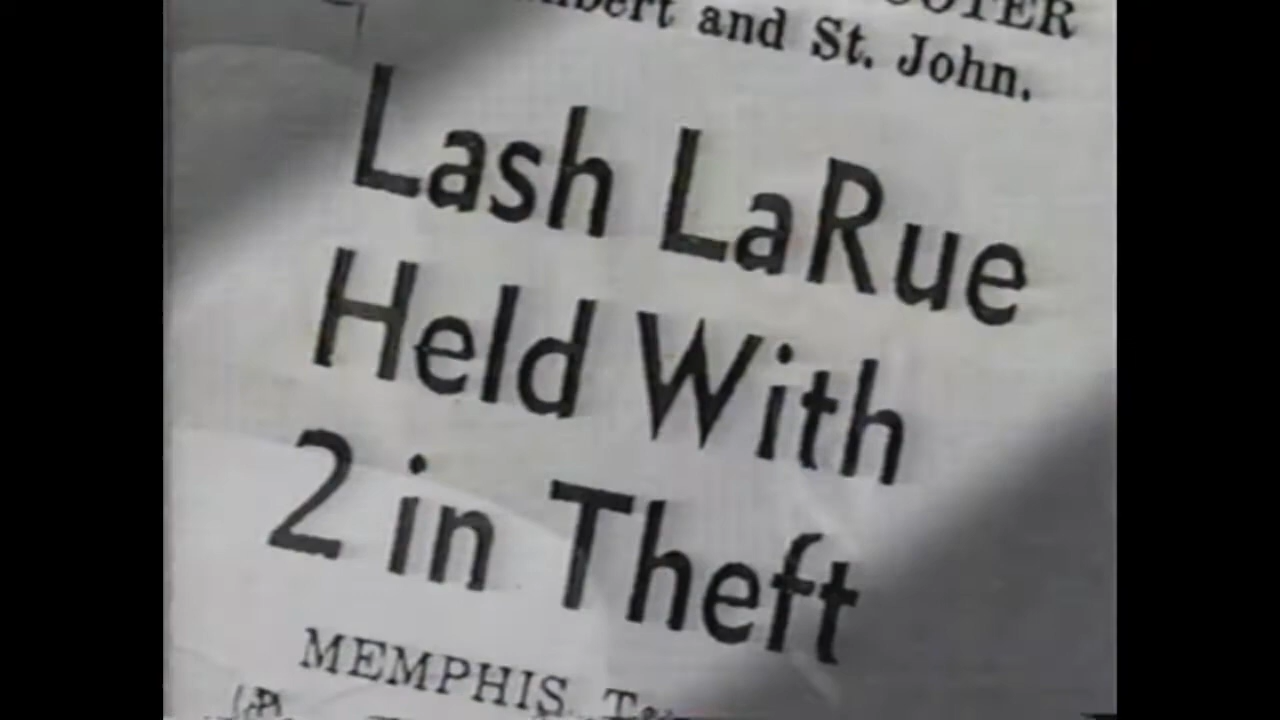 and St. John.
Lash LaRue
Held With
2 in Theft
MEMPHIS